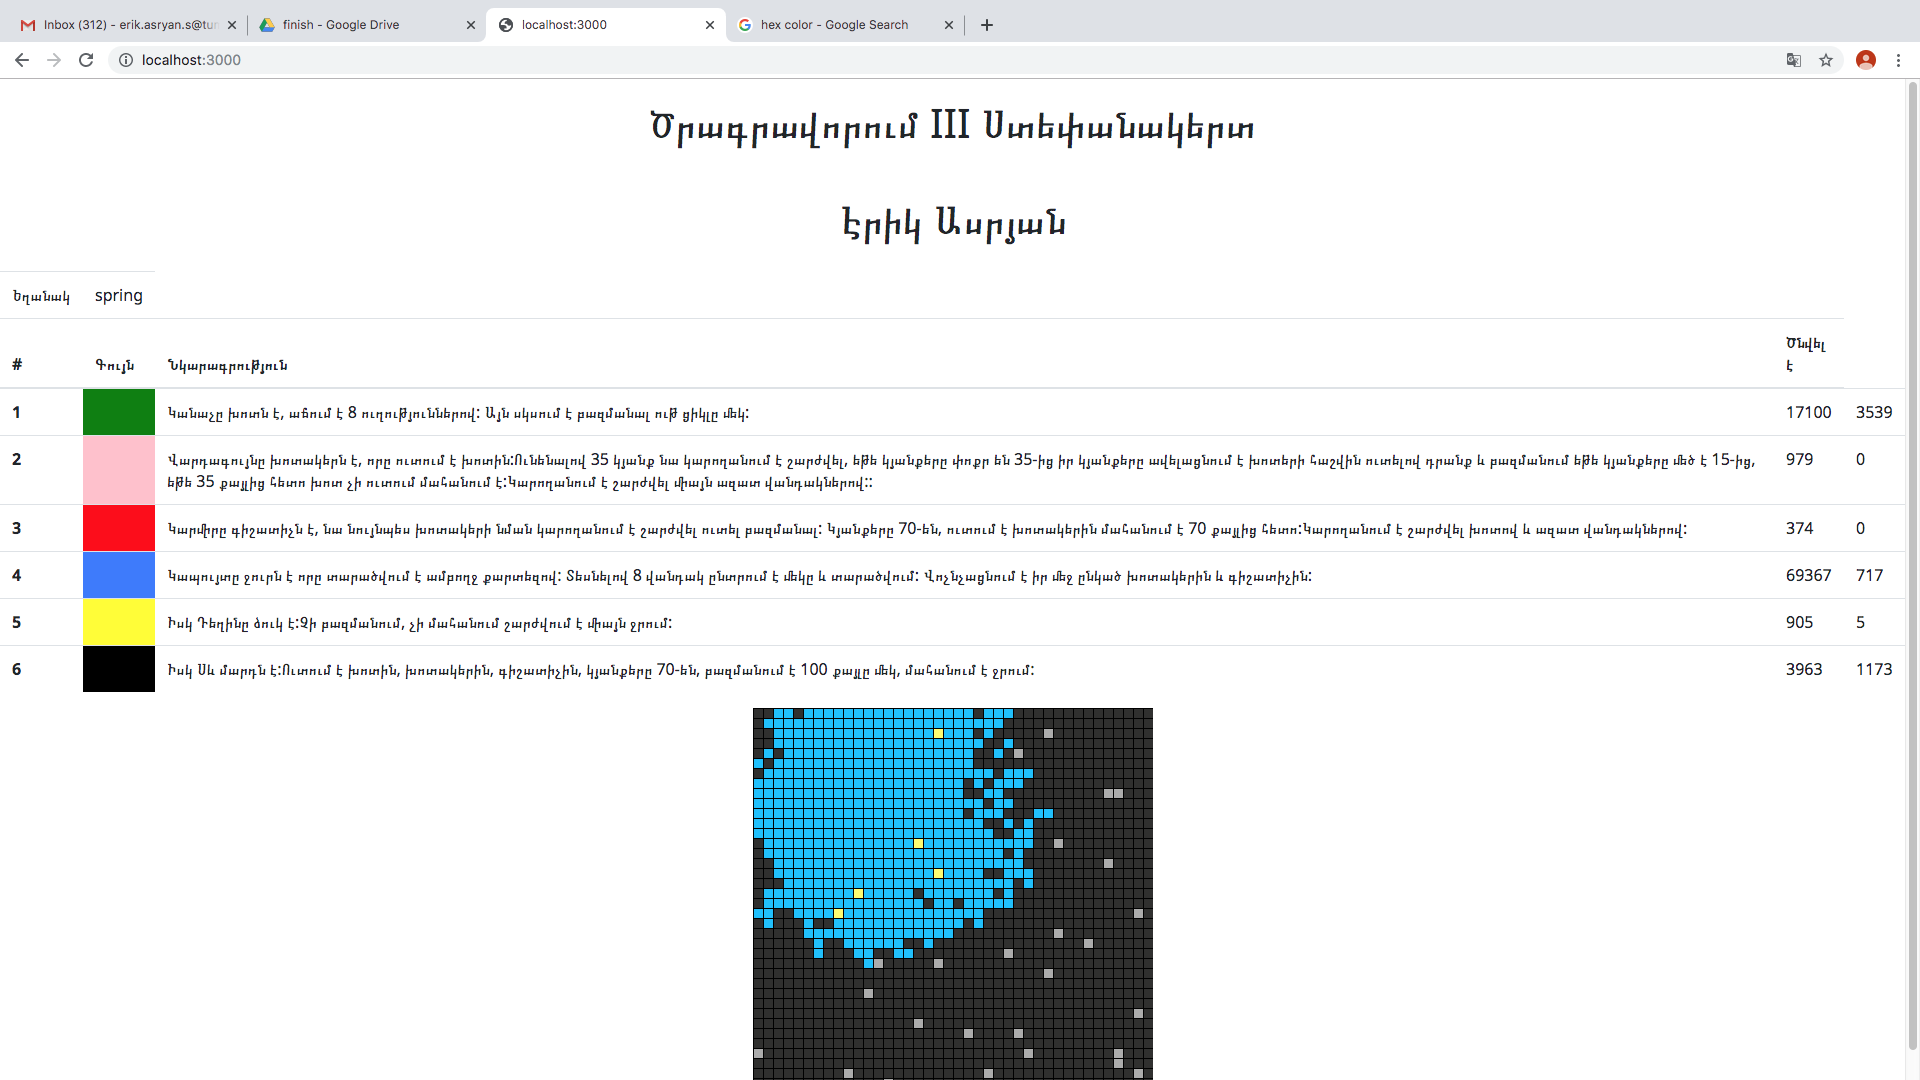 Inbox (312) - erik.asryan.s@tu
finish - Google Drive
localhost:3000
hex color - Google Search
localhost:3000
Ծրագրավորում III Ստեփանակերտ
Էրիկ Ասրյան
եղանակ spring
# Գույն Նկարագրություն Ծնվել է
1 Կանաչը խոտն է, աճում է 8 ուղություններով: Այն սկսում է բազմանալ ութ ցիկլը մեկ: 17100 3539
2 Վարդագույնը խոտակերն է, որը ուտում է խոտին:Ունենալով 35 կյանք նա կարողանում է շարժվել, եթե կյանքերը փոքր են 35-ից իր կյանքերը ավելացնում է խոտերի հաշվին ուտելով դրանք և բազմանում եթե կյանքերը մեծ է 15-ից, 979 0
եթե 35 քայլից հետո խոտ չի ուտում մահանում է:Կարողանում է շարժվել միայն ազատ վանդակներով::
3 Կարմիրը գիշատիչն է, նա նույնպես խոտակերի նման կարողանում է շարժվել ուտել բազմանալ: Կյանքերը 70-են, ուտում է խոտակերին մահանում է 70 քայլից հետո:Կարողանում է շարժվել խոտով և ազատ վանդակներով: 374 0
4 Կապույտը ջուրն է որը տարածվում է ամբողջ քարտեզով: Տեսնելով 8 վանդակ ընտրում է մեկը և տարածվում: Վոչնչացնում է իր մեջ ընկած խոտակերին և գիշատիչին: 69367 717
5 Իսկ Դեղինը ձուկ է:Չի բազմանում, չի մահանում շարժվում է միայն ջրում: 905 5
6 Իսկ Սև մարդն է:Ուտում է խոտին, խոտակերին, գիշատիչին, կյանքերը 70-են, բազմանում է 100 քայլը մեկ, մահանում է ջրում: 3963 1173